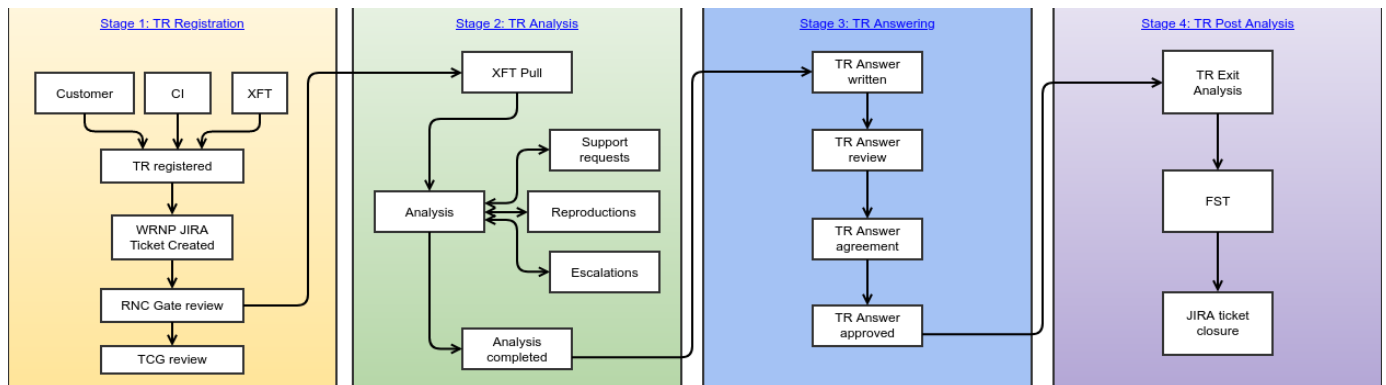 Stage 1: TR Registration
Customer
CI
XFT
TR registered
WRNP JIRA
Ticket Created
RNC Gate review
TCG review
Stage 2: TR Analysis
XFT Pull
Support
requests
Analysis
Reproductions
Escalations
Analysis
completed
Stage 3: TR Answering
TR Answer
written
TR Answer
review
TR Answer
agreement
TR Answer
approved
Stage 4: TR Post Analysis
TR Exit
Analysis
FST
JIRA ticket
closure